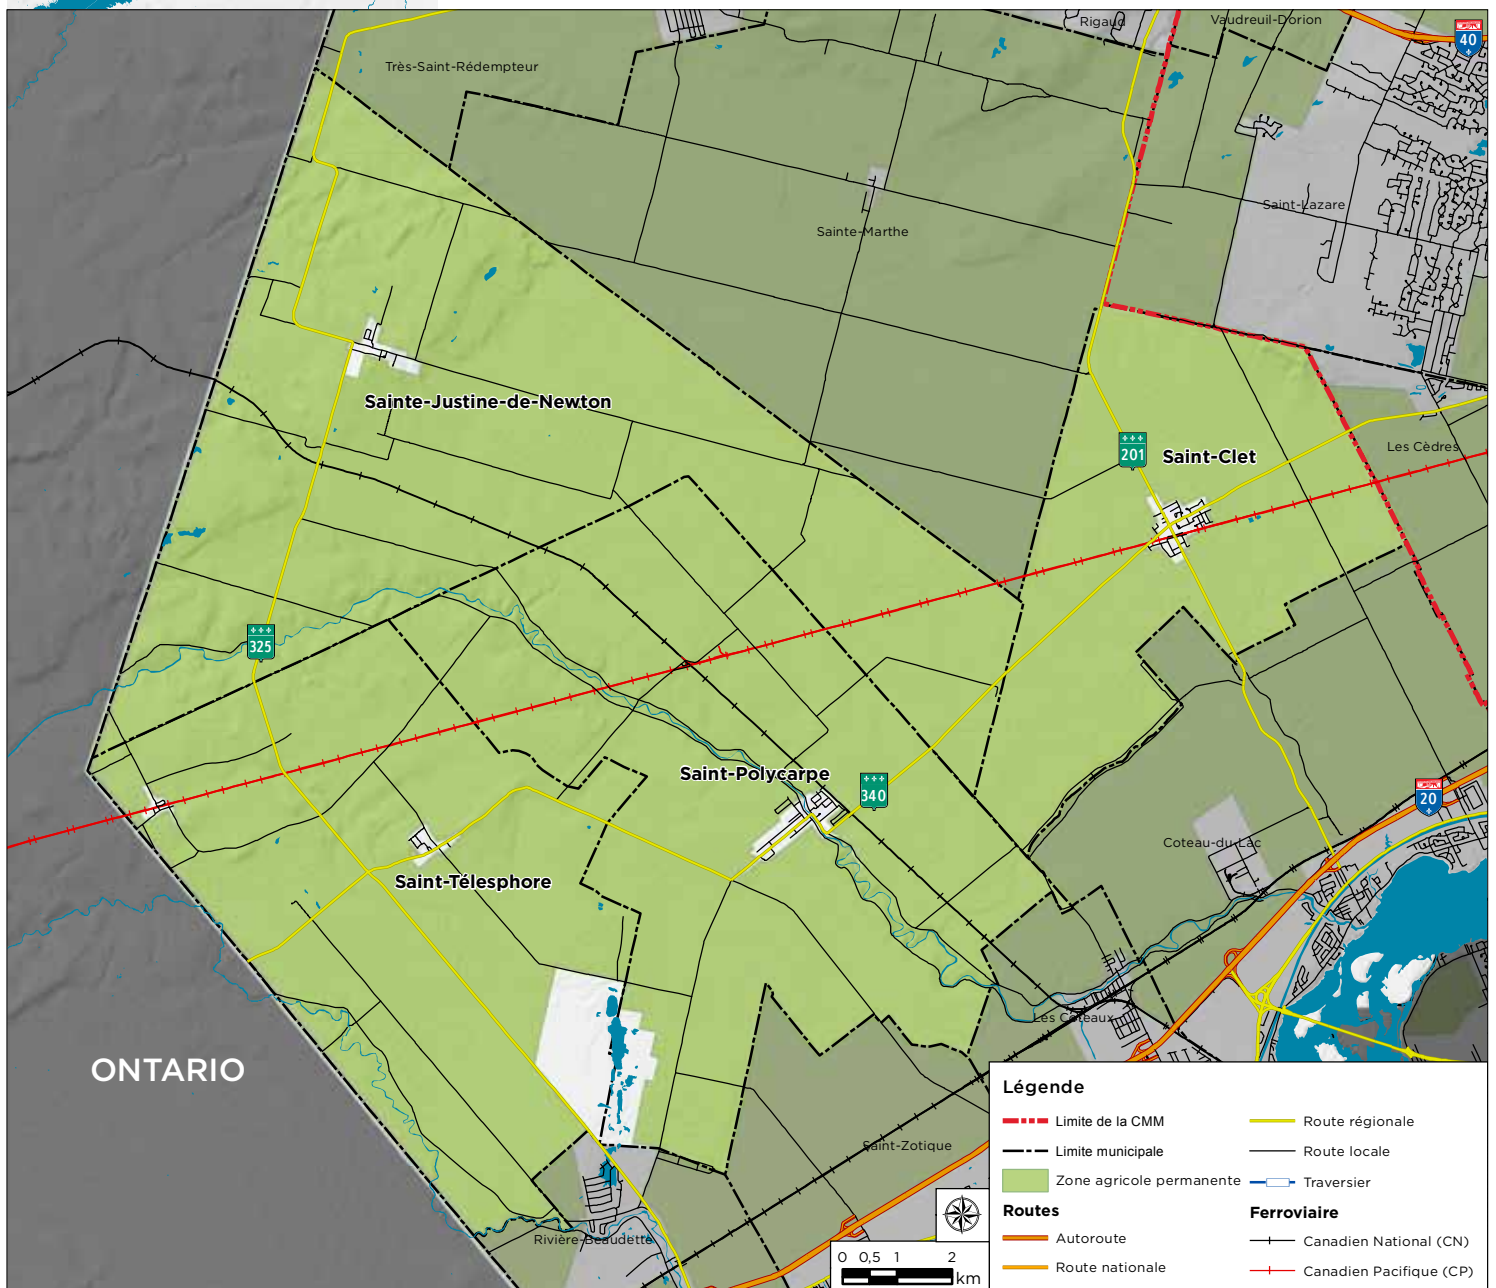 Rigaud
Vaudreuil-Dorion
40
Très-Saint-Rédempteur
Saint-Lazare
Sainte-Marthe
Sainte-Justine-de-Newton
201
Saint-Clet
Les Cèdres
325
Saint-Polycarpe
340
20
Coteau-du-Lac
Saint-Télesphore
Les Coteaux
ONTARIO
Saint-Zotique
Rivière-Beaudette
0 0,5 1 2
km
Légende
Limite de la CMM
Limite municipale
Zone agricole permanente
Routes
Autoroute
Route nationale
Route régionale
Route locale
Traversier
Ferroviaire
Canadien National (CN)
Canadien Pacifique (CP)